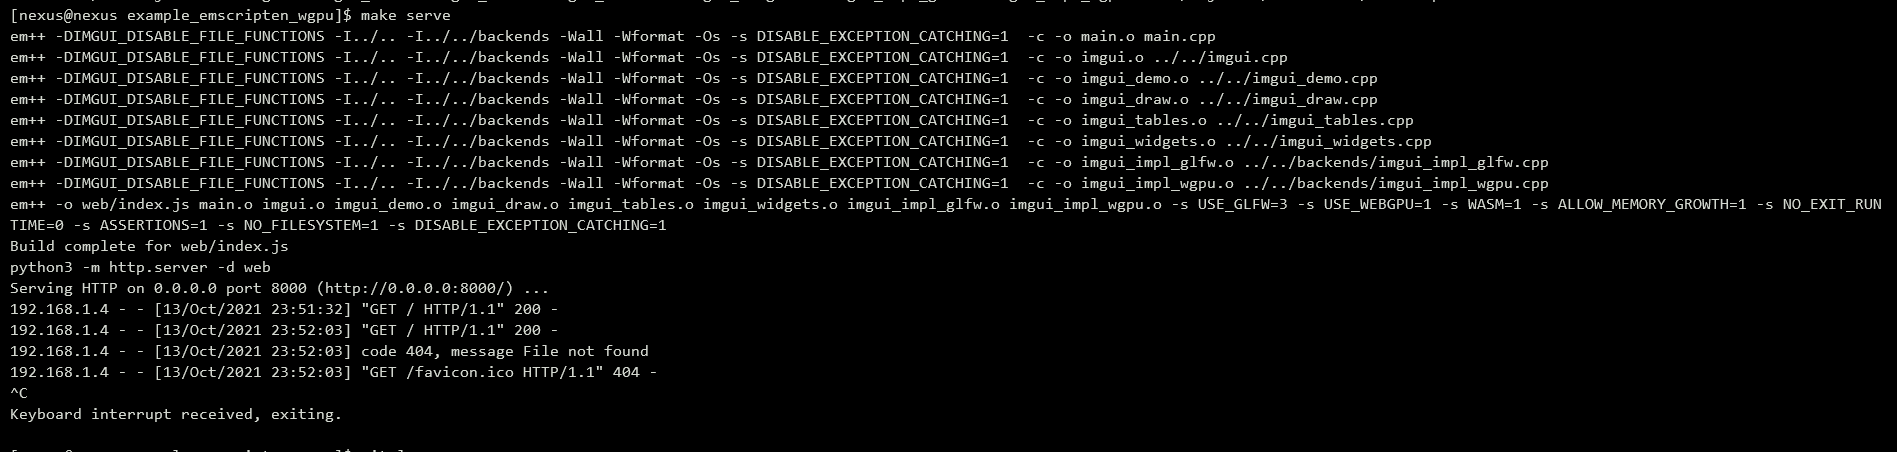 [nexus@nexus example_emscripten_wgpu]$ make serve
em++ -DIMGUI_DISABLE_FILE_FUNCTIONS -I../.. -I../../backends -Wall -Wformat -Os -s DISABLE_EXCEPTION_CATCHING=1  -c -o main.o main.cpp
em++ -DIMGUI_DISABLE_FILE_FUNCTIONS -I../.. -I../../backends -Wall -Wformat -Os -s DISABLE_EXCEPTION_CATCHING=1  -c -o imgui.o ../../imgui.cpp
em++ -DIMGUI_DISABLE_FILE_FUNCTIONS -I../.. -I../../backends -Wall -Wformat -Os -s DISABLE_EXCEPTION_CATCHING=1  -c -o imgui_demo.o ../../imgui_demo.cpp
em++ -DIMGUI_DISABLE_FILE_FUNCTIONS -I../.. -I../../backends -Wall -Wformat -Os -s DISABLE_EXCEPTION_CATCHING=1  -c -o imgui_draw.o ../../imgui_draw.cpp
em++ -DIMGUI_DISABLE_FILE_FUNCTIONS -I../.. -I../../backends -Wall -Wformat -Os -s DISABLE_EXCEPTION_CATCHING=1  -c -o imgui_tables.o ../../imgui_tables.cpp
em++ -DIMGUI_DISABLE_FILE_FUNCTIONS -I../.. -I../../backends -Wall -Wformat -Os -s DISABLE_EXCEPTION_CATCHING=1  -c -o imgui_widgets.o ../../imgui_widgets.cpp
em++ -DIMGUI_DISABLE_FILE_FUNCTIONS -I../.. -I../../backends -Wall -Wformat -Os -s DISABLE_EXCEPTION_CATCHING=1  -c -o imgui_impl_glfw.o ../../backends/imgui_impl_glfw.cpp
em++ -DIMGUI_DISABLE_FILE_FUNCTIONS -I../.. -I../../backends -Wall -Wformat -Os -s DISABLE_EXCEPTION_CATCHING=1  -c -o imgui_impl_wgpu.o ../../backends/imgui_impl_wgpu.cpp
em++ -o web/index.js main.o imgui.o imgui_demo.o imgui_draw.o imgui_tables.o imgui_widgets.o imgui_impl_glfw.o imgui_impl_wgpu.o -s USE_GLFW=3 -s USE_WEBGPU=1 -s WASM=1 -s ALLOW_MEMORY_GROWTH=1 -s NO_EXIT_RUN
TIME=0 -s ASSERTIONS=1 -s NO_FILESYSTEM=1 -s DISABLE_EXCEPTION_CATCHING=1
Build complete for web/index.js
python3 -m http.server -d web
Serving HTTP on 0.0.0.0 port 8000 (http://0.0.0.0:8000/) ...
192.168.1.4 - - [13/Oct/2021 23:51:32] "GET / HTTP/1.1" 200 -
192.168.1.4 - - [13/Oct/2021 23:52:03] "GET / HTTP/1.1" 200 -
192.168.1.4 - - [13/Oct/2021 23:52:03] code 404, message File not found
192.168.1.4 - - [13/Oct/2021 23:52:03] "GET /favicon.ico HTTP/1.1" 404 -
^C
Keyboard interrupt received, exiting.